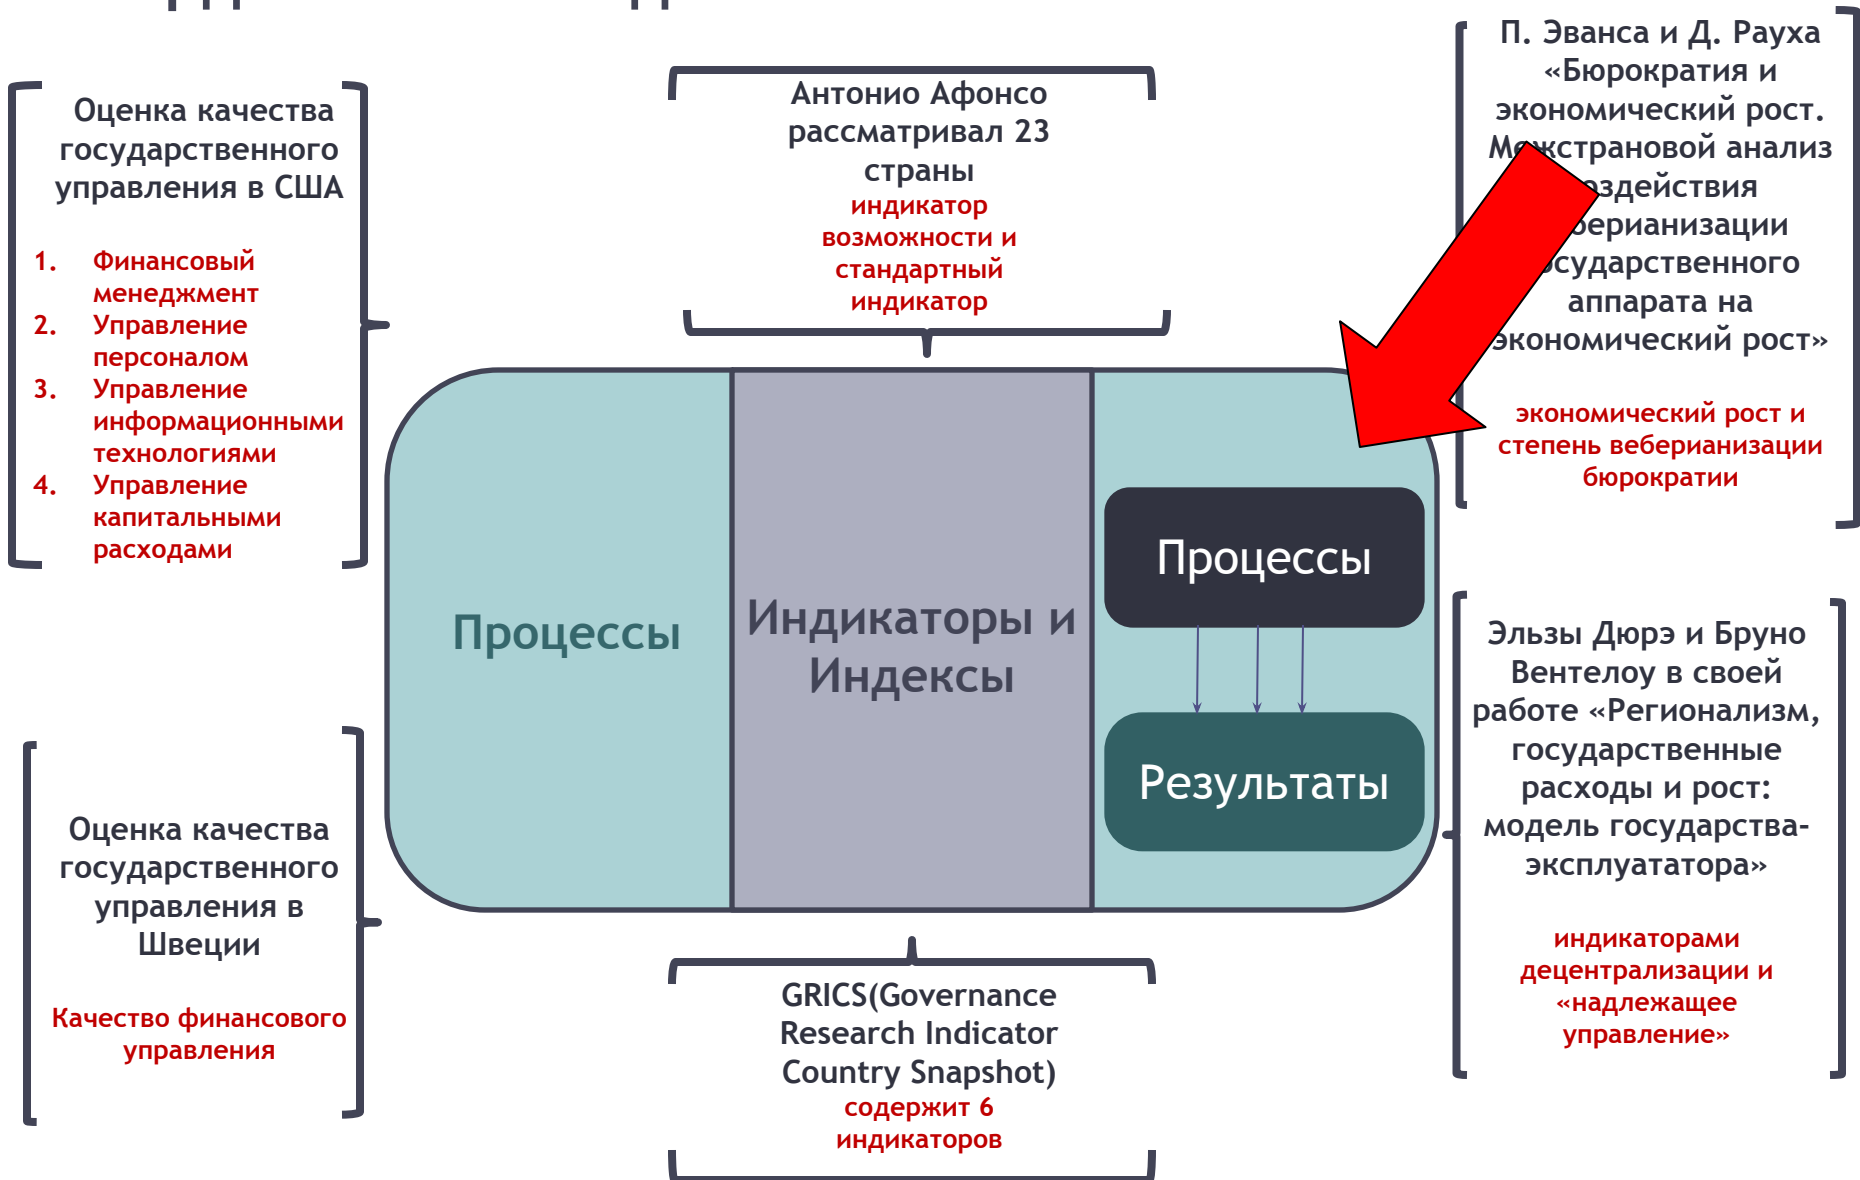 Оценка качества
государственного
управления в США
1. Финансовый
менеджмент
2. Управление
персоналом
3. Управление
информационными
технологиями
4. Управление
капитальными
расходами
Антонио Афонсо
рассматривал 23
страны
индикатор
возможности и
стандартный
индикатор
П. Эванса и Д. Рауха
«Бюрократия и
экономический рост.
анализ
аппарата на
экономический рост»
экономический рост и
степень веберианизации
бюрократии
Процессы
Индикаторы и
Индексы
Процессы
Результаты
Оценка качества
государственного
управления в
Швеции
Качество финансового
управления
GRICS(Governance
Research Indicator
Country Snapshot)
содержит 6
индикаторов
Эльзы Дюрэ и Бруно
Вентелоу в своей
работе «Регионализм,
государственные
расходы и рост:
модель государства-
эксплуататора»
индикаторами
децентрализации и
«надлежащее
управление»